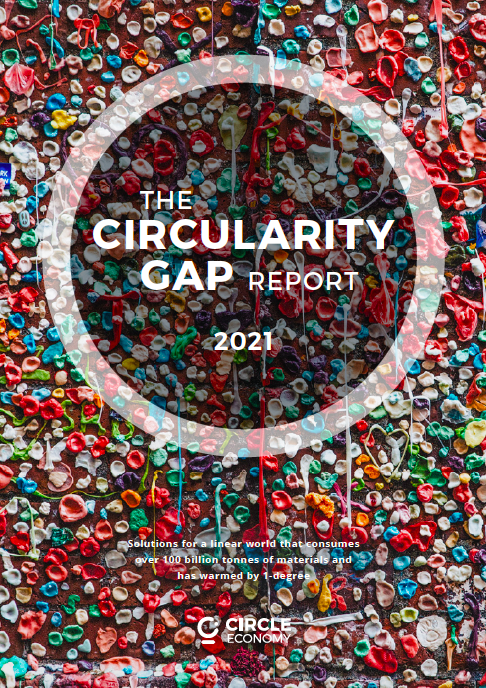 THE
CIRCULARITY
GAP REPORT
2021
Solutions for a linear world that consumes
over 100 billion tonnes of materials and
has warmed by 1-degree
CIRCLE
ECONOMY